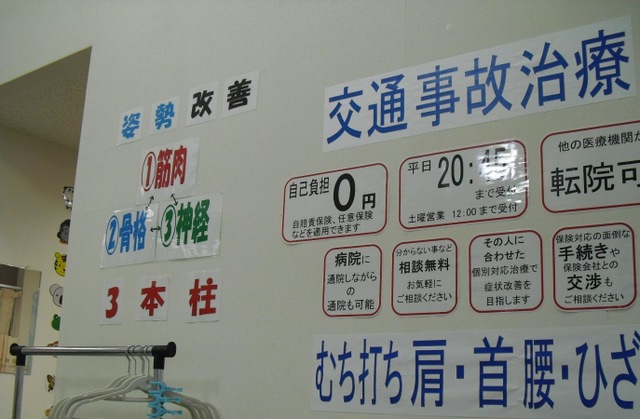 姿勢改善
①筋肉
②骨格
③神経
3本柱
交通事故治療
自己負担0円
自賠責保険、任意保険
などを適用できます
平日20:45
まで受付
土曜営業 12:00まで受付
他の医療機関か
転院可
病院に
通院しながら
の
通院も可能
分からない事など
相談無料
お気軽に
ご相談ください
その人に
合わせた
個別対応治療で
症状改善を
目指します
保険対応の面倒な
手続きや
保険会社との
交渉も
ご相談ください
むち打ち 肩・首 腰・ひざ